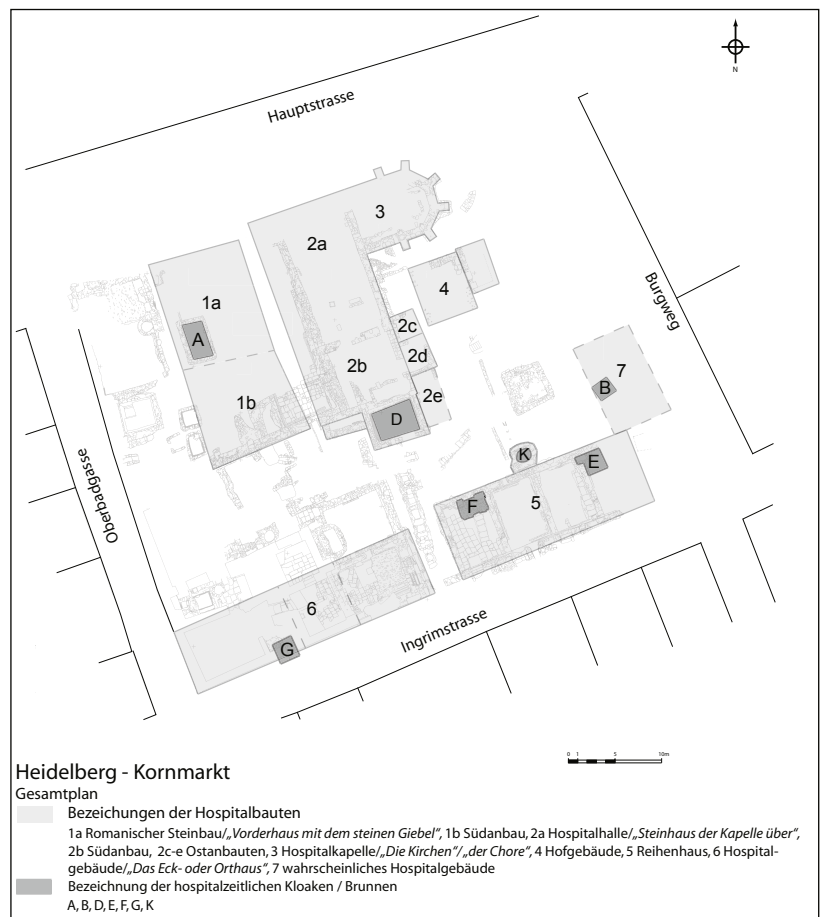 N
Hauptstrasse
3
2a
Burgweg
4
1a
2c
A
2d
2b
7
2e
B
1b
D
K
E
Oberbadgasse
F
5
6
Ingrimstrasse
G
0 1 5 10m
Heidelberg - Kornmarkt
Gesamtplan
Bezeichungen der Hospitalbauten
1a Romanischer Steinbau/„Vorderhaus mit dem steinen Giebel“, 1b Südanbau, 2a Hospitalhalle/„Steinhaus der Kapelle über“,
2b Südanbau, 2c-e Ostanbauten, 3 Hospitalkapelle/„Die Kirchen“/„der Chore“, 4 Hofgebäude, 5 Reihenhaus, 6 Hospital-
gebäude/„Das Eck- oder Orthaus“, 7 wahrscheinliches Hospitalgebäude
Bezeichnung der hospitalzeitlichen Kloaken / Brunnen
A, B, D, E, F, G, K